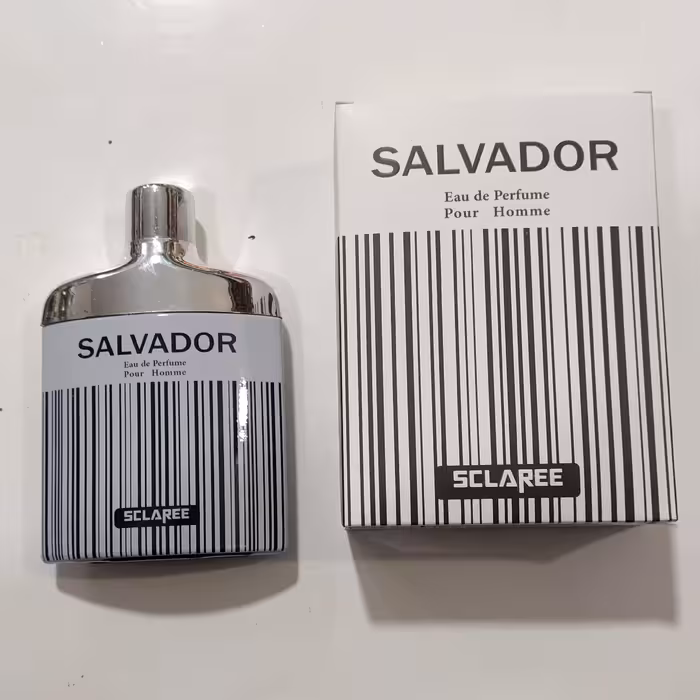 SALVADOR
Eau de Perfume
Pour Homme
SCLAREE
SALVADOR
Eau de Perfume
Pour Homme
SCLAREE